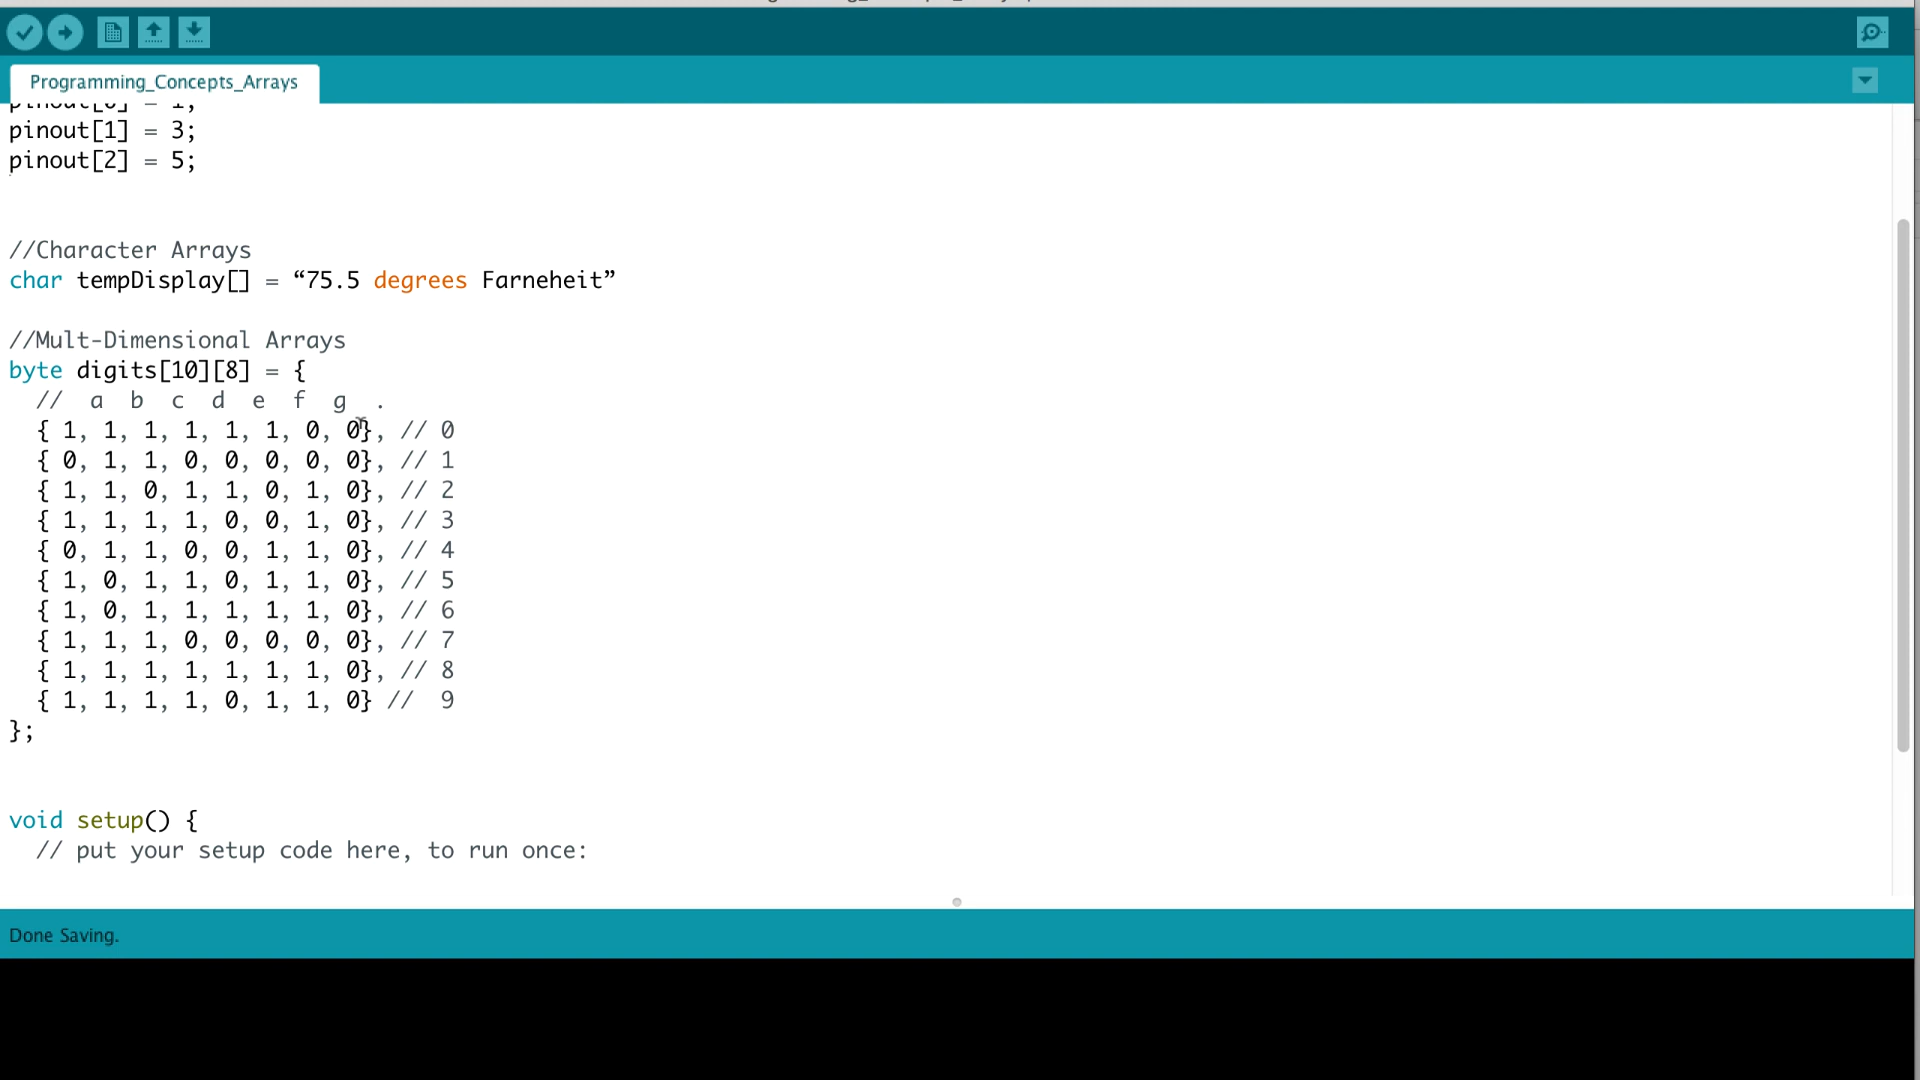 Programming_Concepts_Arrays
pinout[0] = 1;
pinout[1] = 3;
pinout[2] = 5;
//Character Arrays
char tempDisplay[] = “75.5 degrees Farneheit”
//Mult-Dimensional Arrays
byte digits[10][8] = {
// a b c d e f g .
{ 1, 1, 1, 1, 1, 1, 0, 0}, // 0
{ 0, 1, 1, 0, 0, 0, 0, 0}, // 1
{ 1, 1, 0, 1, 1, 0, 1, 0}, // 2
{ 1, 1, 1, 1, 0, 0, 1, 0}, // 3
{ 0, 1, 1, 0, 0, 1, 1, 0}, // 4
{ 1, 0, 1, 1, 0, 1, 1, 0}, // 5
{ 1, 0, 1, 1, 1, 1, 1, 0}, // 6
{ 1, 1, 1, 0, 0, 0, 0, 0}, // 7
{ 1, 1, 1, 1, 1, 1, 1, 0}, // 8
{ 1, 1, 1, 1, 0, 1, 1, 0} // 9
};
void setup() {
// put your setup code here, to run once:
Done Saving.